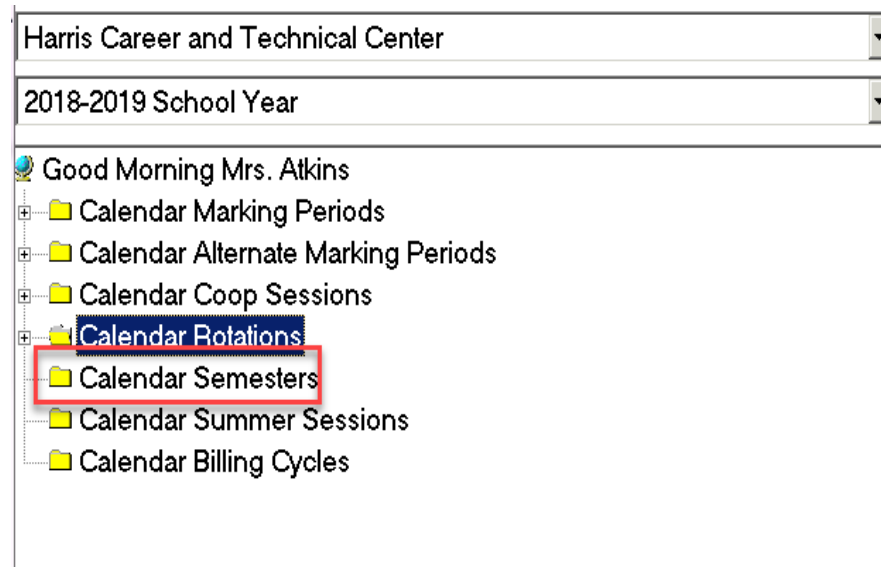 Harris Career and Technical Center
2018-2019 School Year
Good Morning Mrs. Atkins
Calendar Marking Periods
Calendar Alternate Marking Periods
Calendar Coop Sessions
Calendar Rotations
Calendar Semesters
Calendar Summer Sessions
Calendar Billing Cycles